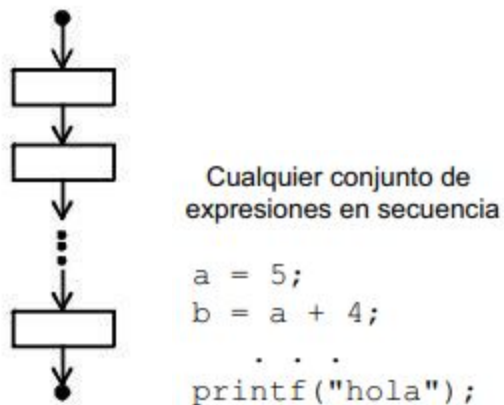 Cualquier conjunto de
expresiones en secuencia
a = 5;
b = a + 4;
. . .
printf("hola");